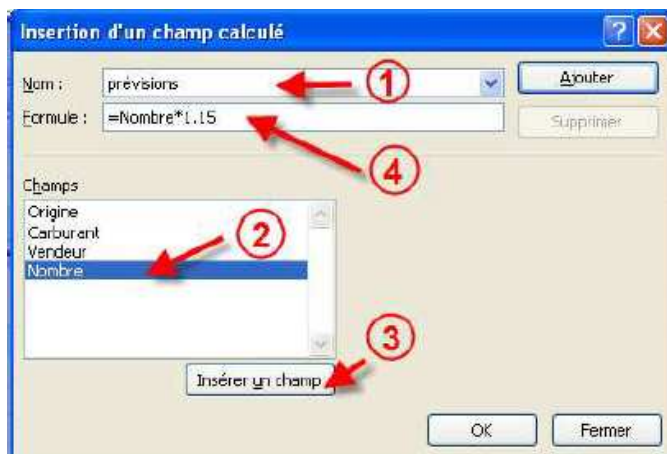 Insertion d'un champ calculé
Nom : prévisions 1 Ajouter
Formule : =Nombre*1.15 Supprimer
4
Champs
Origine
Carburant 2
Vendeur
Nombre
3
Insérer un champ
OK Fermer